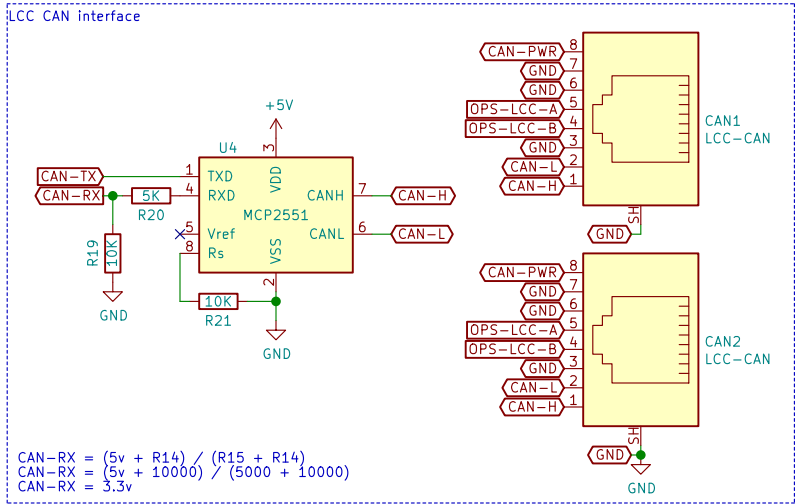 LCC CAN interface
+5V
U4
3
VDD
CAN-TX
1
TXD
CAN-RX
5K
R20
4
RXD
CANH
7
CAN-H
MCP2551
R19
10K
5
Vref
CANL
6
CAN-L
8
Rs
VSS
2
GND
10K
R21
GND
CAN-PWR
8
GND
7
GND
6
OPS-LCC-A
5
OPS-LCC-B
4
GND
3
CAN-L
2
CAN-H
1
CAN1
LCC-CAN
SH
GND
CAN-PWR
8
GND
7
GND
6
OPS-LCC-A
5
OPS-LCC-B
4
GND
3
CAN-L
2
CAN-H
1
CAN2
LCC-CAN
SH
GND
GND
CAN-RX = (5v + R14) / (R15 + R14)
CAN-RX = (5v + 10000) / (5000 + 10000)
CAN-RX = 3.3v